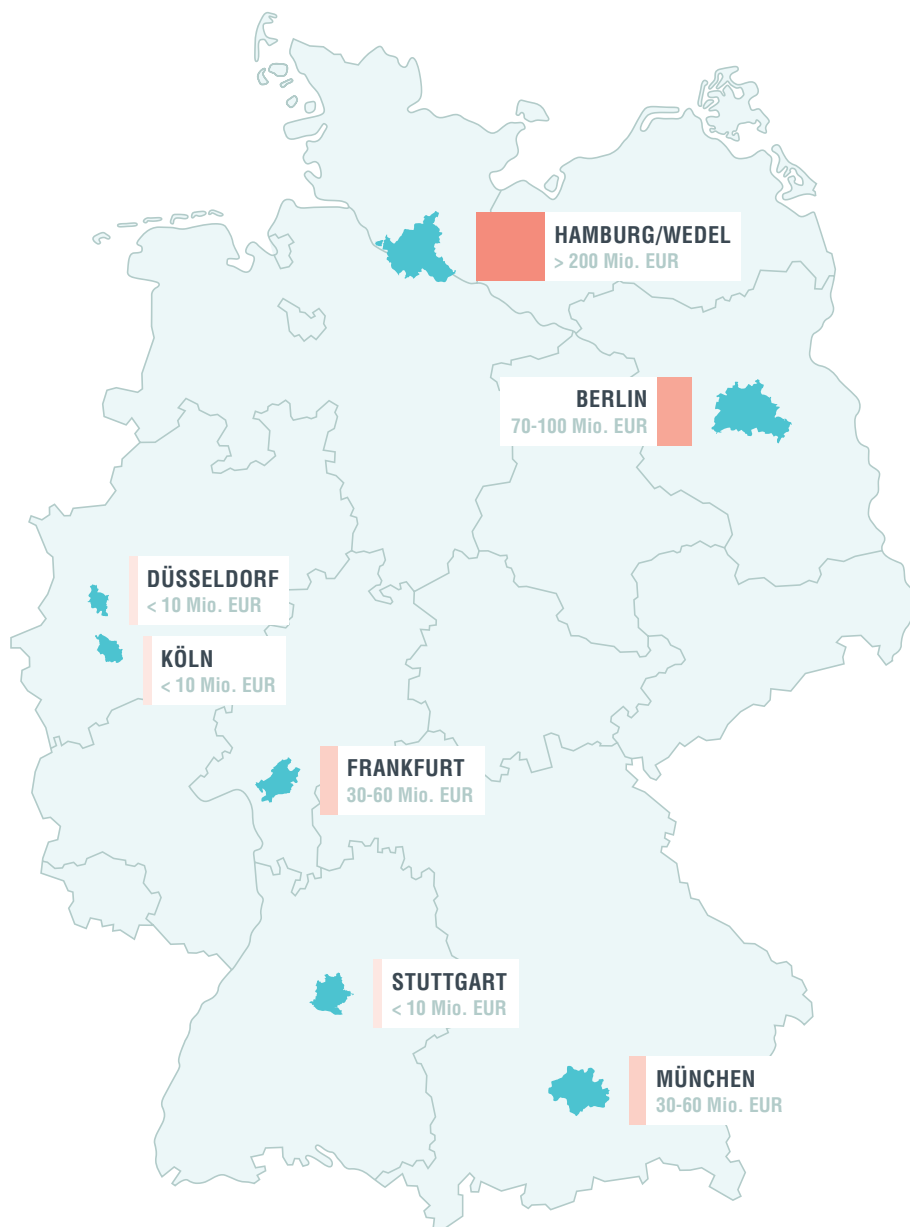 HAMBURG/WEDEL
> 200 Mio. EUR
BERLIN
70-100 Mio. EUR
DÜSSELDORF
< 10 Mio. EUR
KÖLN
< 10 Mio. EUR
FRANKFURT
30-60 Mio. EUR
STUTTGART
< 10 Mio. EUR
MÜNCHEN
30-60 Mio. EUR